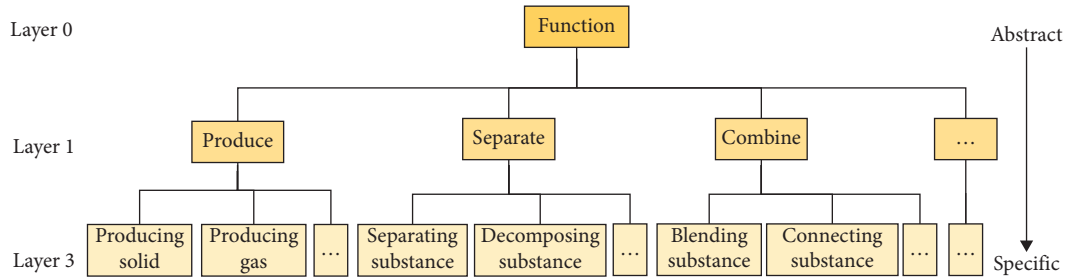 Layer 0
Function
Abstract
Layer 1
Produce
Separate
Combine
...
Layer 3
Producing
solid
Producing
gas
...
Separating
substance
Decomposing
substance
...
Blending
substance
Connecting
substance
...
...
Specific